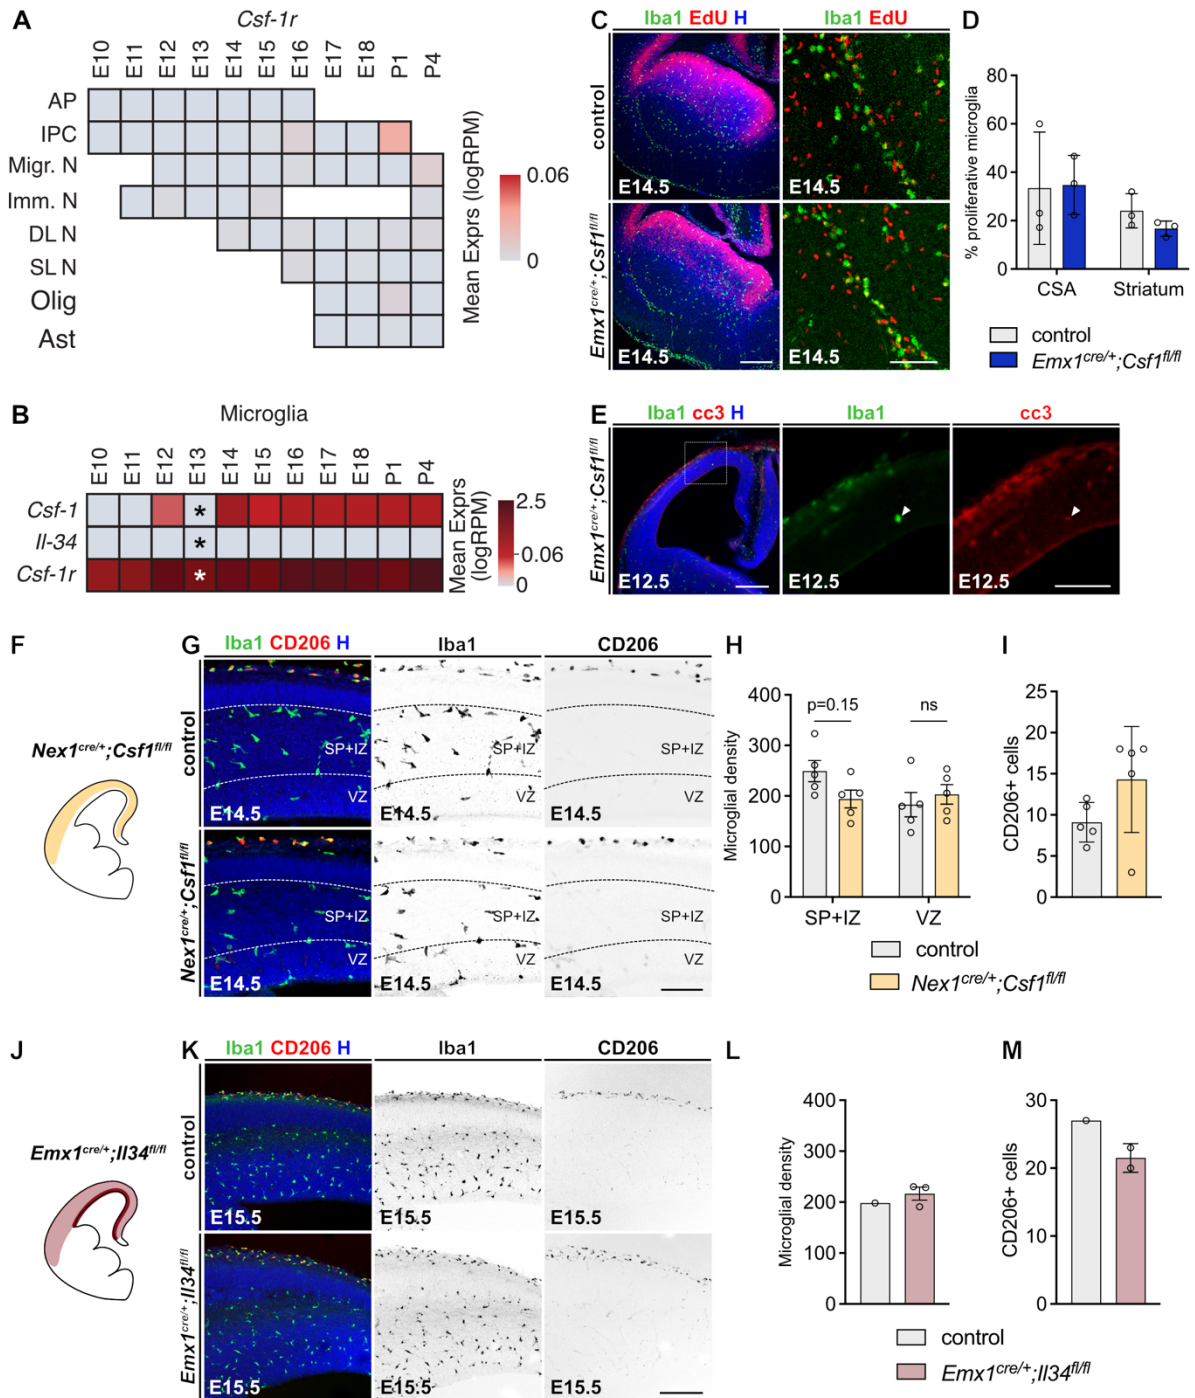 A
Csf-1r
E10 E11 E12 E13 E14 E15 E16 E17 E18 P1 P4
AP
IPC
Migr. N
Imm. N
DL N
SL N
Olig
Ast
0.06
0
Mean Exprs (logRPM)
B
Microglia
E10 E11 E12 E13 E14 E15 E16 E17 E18 P1 P4
Csf-1 *
Il-34 *
Csf-1r *
Mean Exprs
(logRPM)
2.5
0.06
0
C
Iba1 EdU H
Iba1 EdU
control
E14.5
E14.5
Emx1cre/+;Csf1fl/fl
E14.5
E14.5
D
% proliferative microglia
80
60
40
20
0
CSA Striatum
control
Emx1cre/+;Csf1fl/fl
E
Iba1 cc3 H
Iba1
cc3
Emx1cre/+;Csf1fl/fl
E12.5
E12.5
E12.5
F
Nex1cre/+;Csf1fl/fl
G
Iba1 CD206 H
Iba1
CD206
control
SP+IZ
VZ
E14.5
SP+IZ
VZ
E14.5
SP+IZ
VZ
E14.5
Nex1cre/+;Csf1fl/fl
SP+IZ
VZ
E14.5
SP+IZ
VZ
E14.5
SP+IZ
VZ
E14.5
H
Microglial density
400
300
200
100
0
p=0.15
ns
SP+IZ VZ
I
CD206+ cells
25
20
15
10
5
0
control
Nex1cre/+;Csf1fl/fl
J
Emx1cre/+;Il34fl/fl
K
Iba1 CD206 H
Iba1
CD206
control
E15.5
E15.5
E15.5
Emx1cre/+;Il34fl/fl
E15.5
E15.5
E15.5
L
Microglial density
400
300
200
100
0
M
CD206+ cells
30
20
10
0
control
Emx1cre/+;Il34fl/fl